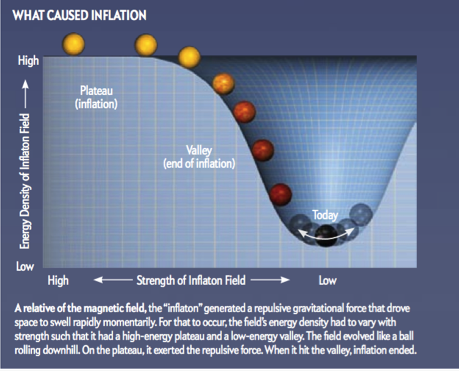 WHAT CAUSED INFLATION
High
Plateau
(inflation)
Valley
(end of inflation)
Today
Energy Density of Inflaton Field
Low
High
Strength of Inflaton Field
Low
A relative of the magnetic field, the “inflaton” generated a repulsive gravitational force that drove
space to swell rapidly momentarily. For that to occur, the field’s energy density had to vary with
strength such that it had a high-energy plateau and a low-energy valley. The field evolved like a ball
rolling downhill. On the plateau, it exerted the repulsive force. When it hit the valley, inflation ended.